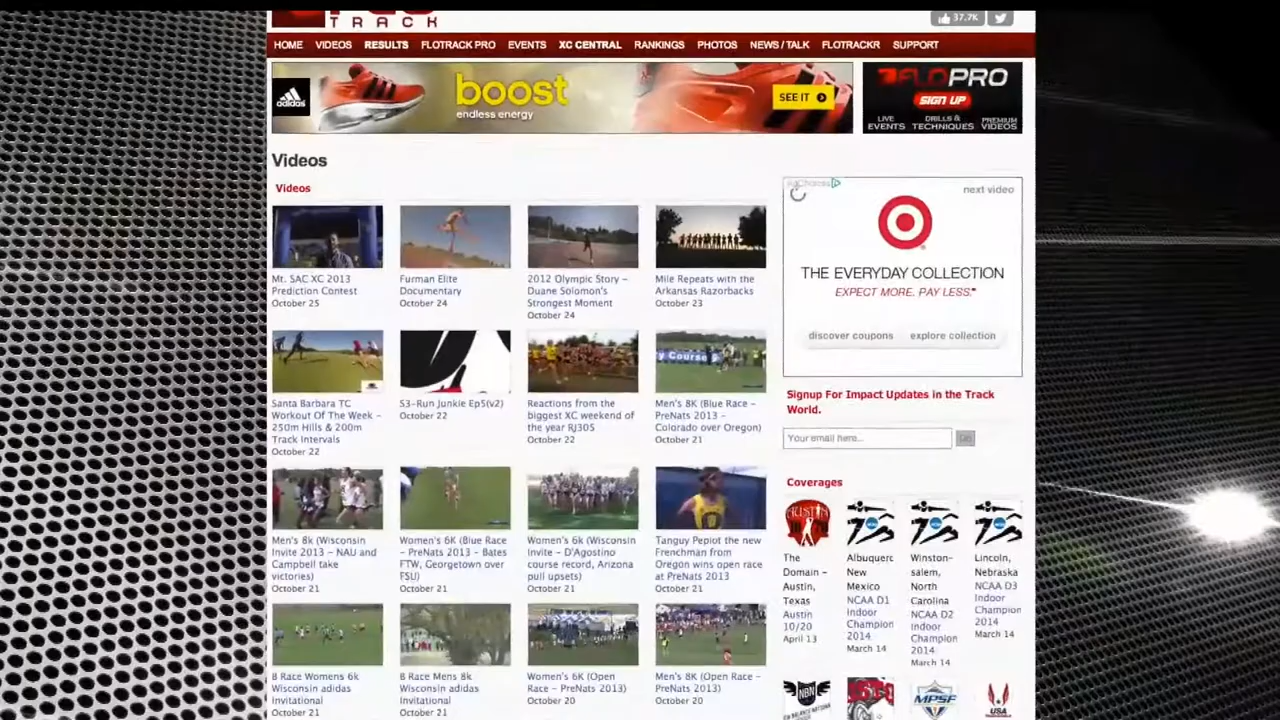 TRACK
37.7K
HOME VIDEOS RESULTS FLOTRACK PRO EVENTS XC CENTRAL RANKINGS PHOTOS NEWS / TALK FLOTRACKR SUPPORT
adidas
boost
endless energy
SEE IT
FLOPRO
SIGN UP
LIVE EVENTS
DRILLS & TECHNIQUES
PREMIUM VIDEOS
Videos
Videos
Mt. SAC XC 2013
Prediction Contest
October 25
Furman Elite
Documentary
October 24
2012 Olympic Story -
Duane Solomon's
Strongest Moment
October 24
Mile Repeats with the
Arkansas Razorbacks
October 23
Santa Barbara TC
Workout Of The Week -
250m Hills & 200m
Track Intervals
October 22
S3-Run Junkie Ep5(v2)
October 22
Reactions from the
biggest XC weekend of
the year RJ305
October 22
y Course
Men's 8K (Blue Race -
PreNats 2013 -
Colorado over Oregon)
October 21
Men's 8k (Wisconsin
Invite 2013 - NAU and
Campbell take
victories)
October 21
Women's 6K (Blue Race
- PreNats 2013 - Bates
FTW, Georgetown over
FSU)
October 21
Women's 6k (Wisconsin
Invite - D'Agostino
course record, Arizona
pull upsets)
October 21
Tanguy Pepiot the new
Frenchman from
Oregon wins open race
at PreNats 2013
October 21
B Race Womens 6k
Wisconsin adidas
Invitational
October 21
B Race Mens 8k
Wisconsin adidas
Invitational
October 21
Women's 6K (Open
Race - PreNats 2013)
October 20
Men's 8K (Open Race -
PreNats 2013)
October 20
AdChoices
next video
THE EVERYDAY COLLECTION
EXPECT MORE. PAY LESS.
discover coupons explore collection
Signup For Impact Updates in the Track
World.
Your email here...
Go
Coverages
AUSTIN
The
Domain -
Austin,
Texas
Austin
10/20
April 13
Albuquerc
New
Mexico
NCAA D1
Indoor
Champion
2014
March 14
Winston-
salem,
North
Carolina
NCAA D2
Indoor
Champion
2014
March 14
Lincoln,
Nebraska
NCAA D3
Indoor
Champion
2014
March 14
NBN
MPSF
USA